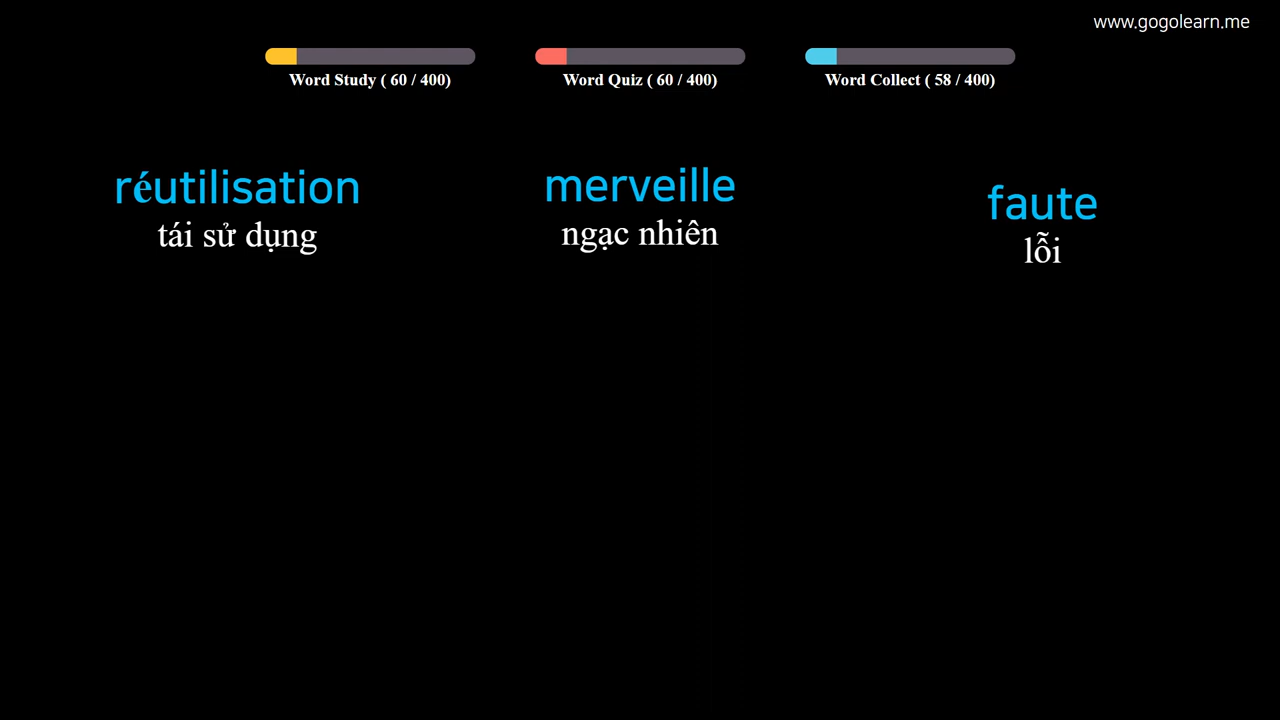 www.gogolearn.me
Word Study ( 60 / 400)
Word Quiz ( 60 / 400)
Word Collect ( 58 / 400)
réutilisation
tái sử dụng
merveille
ngạc nhiên
faute
lỗi